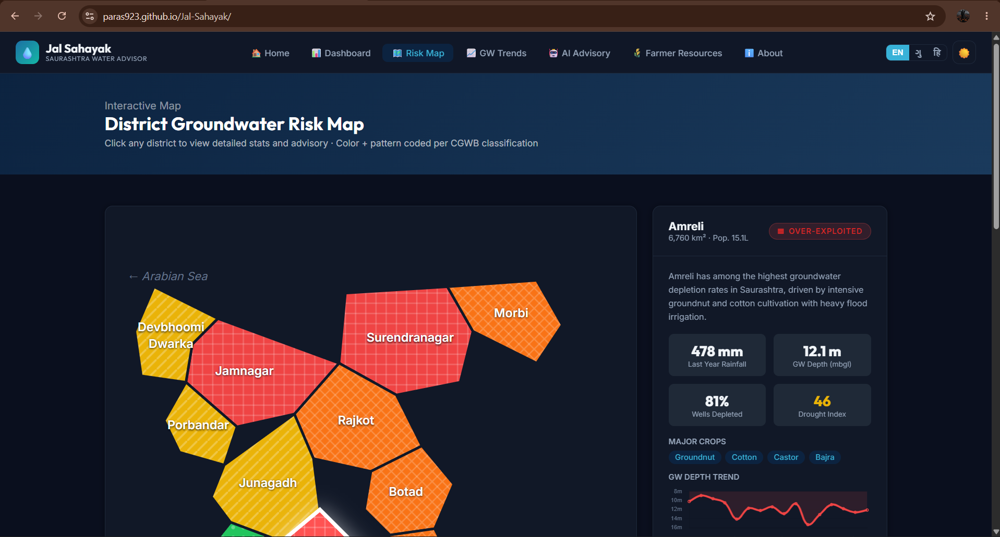 paras923.github.io/Jal-Sahayak/
Jal Sahayak
SAURASHTRA WATER ADVISOR
Home
Dashboard
Risk Map
GW Trends
AI Advisory
Farmer Resources
About
EN
ગુ
हि
Interactive Map
District Groundwater Risk Map
Click any district to view detailed stats and advisory · Color + pattern coded per CGWB classification
← Arabian Sea
Devbhoomi
Dwarka
Jamnagar
Surendranagar
Morbi
Porbandar
Rajkot
Junagadh
Botad
Amreli
6,760 km² · Pop. 15.1L
OVER-EXPLOITED
Amreli has among the highest groundwater
depletion rates in Saurashtra, driven by intensive
groundnut and cotton cultivation with heavy flood
irrigation.
478 mm
Last Year Rainfall
12.1 m
GW Depth (mbgl)
81%
Wells Depleted
46
Drought Index
MAJOR CROPS
Groundnut
Cotton
Castor
Bajra
GW DEPTH TREND
8m
10m
12m
14m
16m